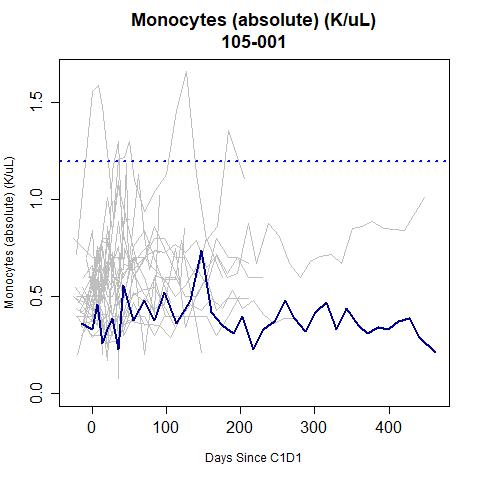 Monocytes (absolute) (K/uL)
105-001
Monocytes (absolute) (K/uL)
1.5
1.0
0.5
0.0
0 100 200 300 400
Days Since C1D1